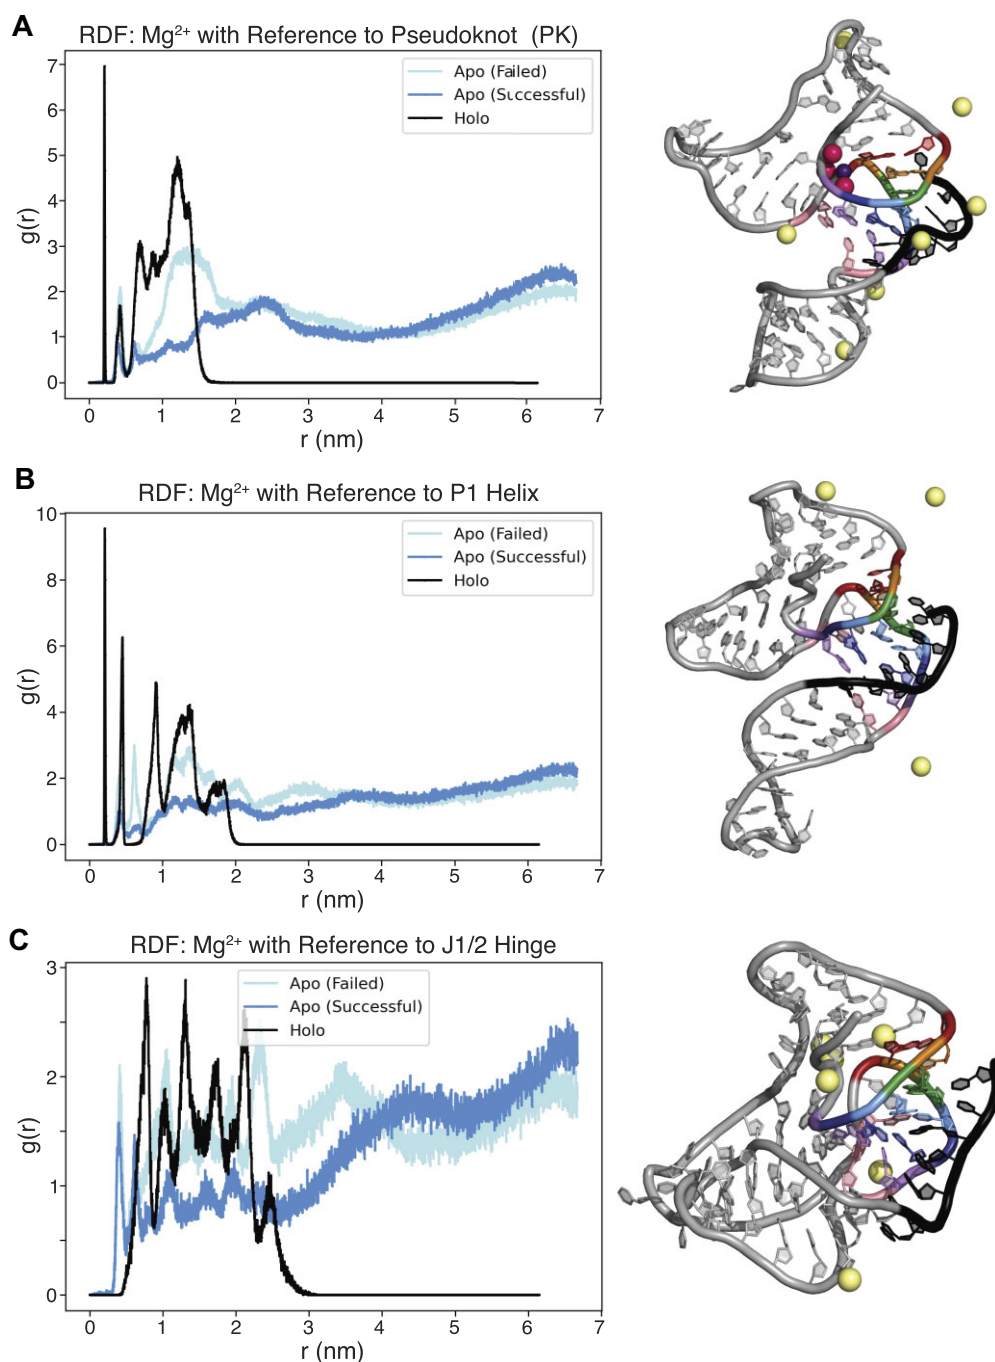 A
RDF: Mg²⁺ with Reference to Pseudoknot (PK)
7
6
5
4
3
2
1
0
g(r)
Apo (Failed)
Apo (Successful)
Holo
0 1 2 3 4 5 6 7
r (nm)
B
RDF: Mg²⁺ with Reference to P1 Helix
10
8
6
4
2
0
g(r)
Apo (Failed)
Apo (Successful)
Holo
0 1 2 3 4 5 6 7
r (nm)
C
RDF: Mg²⁺ with Reference to J1/2 Hinge
3
2
1
0
g(r)
Apo (Failed)
Apo (Successful)
Holo
0 1 2 3 4 5 6 7
r (nm)